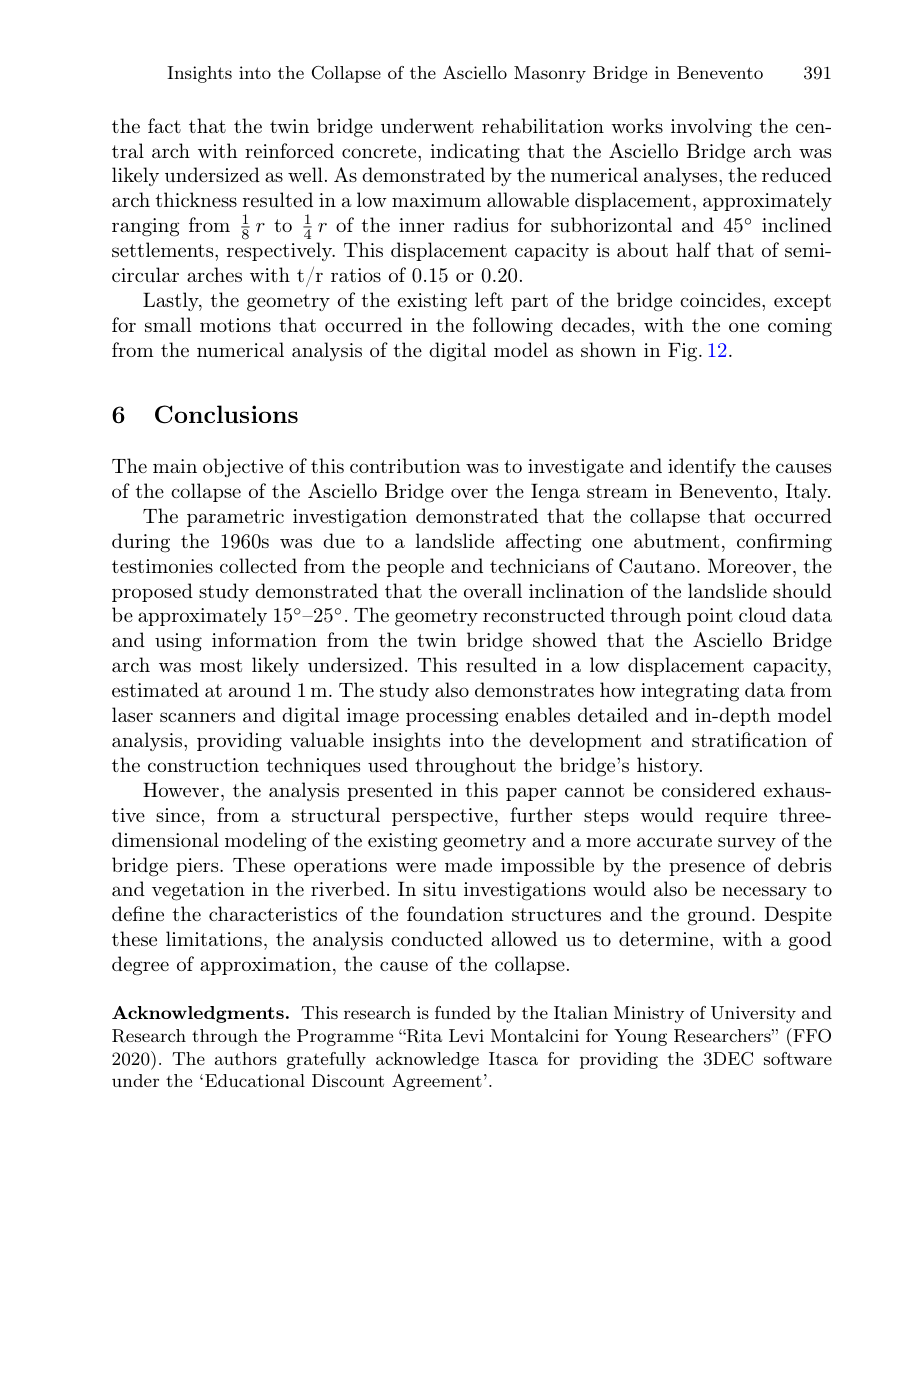 Insights into the Collapse of the Asciello Masonry Bridge in Benevento 391
the fact that the twin bridge underwent rehabilitation works involving the cen-
tral arch with reinforced concrete, indicating that the Asciello Bridge arch was
likely undersized as well. As demonstrated by the numerical analyses, the reduced
arch thickness resulted in a low maximum allowable displacement, approximately
ranging from 1/8 r to 1/4 r of the inner radius for subhorizontal and 45° inclined
settlements, respectively. This displacement capacity is about half that of semi-
circular arches with t/r ratios of 0.15 or 0.20.
Lastly, the geometry of the existing left part of the bridge coincides, except
for small motions that occurred in the following decades, with the one coming
from the numerical analysis of the digital model as shown in Fig. 12.
6 Conclusions
The main objective of this contribution was to investigate and identify the causes
of the collapse of the Asciello Bridge over the Ienga stream in Benevento, Italy.
The parametric investigation demonstrated that the collapse that occurred
during the 1960s was due to a landslide affecting one abutment, confirming
testimonies collected from the people and technicians of Cautano. Moreover, the
proposed study demonstrated that the overall inclination of the landslide should
be approximately 15°–25°. The geometry reconstructed through point cloud data
and using information from the twin bridge showed that the Asciello Bridge
arch was most likely undersized. This resulted in a low displacement capacity,
estimated at around 1 m. The study also demonstrates how integrating data from
laser scanners and digital image processing enables detailed and in-depth model
analysis, providing valuable insights into the development and stratification of
the construction techniques used throughout the bridge's history.
However, the analysis presented in this paper cannot be considered exhaus-
tive since, from a structural perspective, further steps would require three-
dimensional modeling of the existing geometry and a more accurate survey of the
bridge piers. These operations were made impossible by the presence of debris
and vegetation in the riverbed. In situ investigations would also be necessary to
define the characteristics of the foundation structures and the ground. Despite
these limitations, the analysis conducted allowed us to determine, with a good
degree of approximation, the cause of the collapse.
Acknowledgments. This research is funded by the Italian Ministry of University and
Research through the Programme “Rita Levi Montalcini for Young Researchers” (FFO
2020). The authors gratefully acknowledge Itasca for providing the 3DEC software
under the ‘Educational Discount Agreement’.